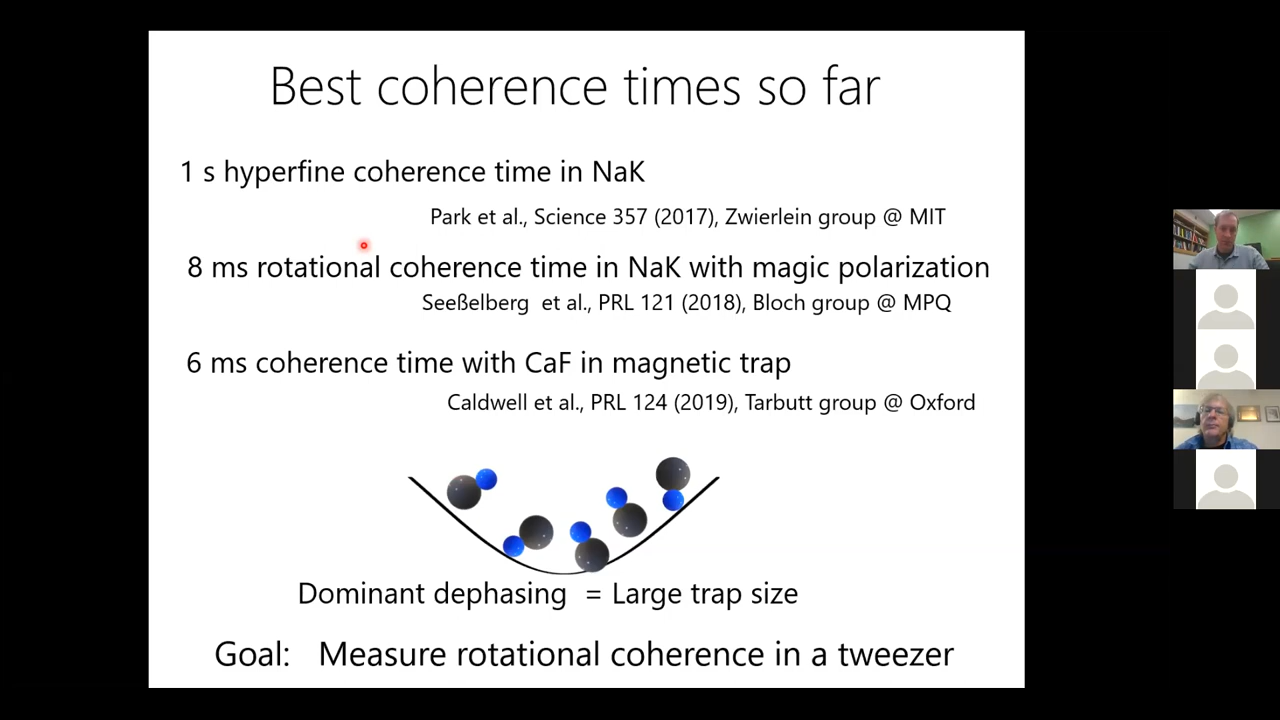 Best coherence times so far
1 s hyperfine coherence time in NaK
Park et al., Science 357 (2017), Zwierlein group @ MIT
8 ms rotational coherence time in NaK with magic polarization
Seeßelberg et al., PRL 121 (2018), Bloch group @ MPQ
6 ms coherence time with CaF in magnetic trap
Caldwell et al., PRL 124 (2019), Tarbutt group @ Oxford
Dominant dephasing = Large trap size
Goal: Measure rotational coherence in a tweezer